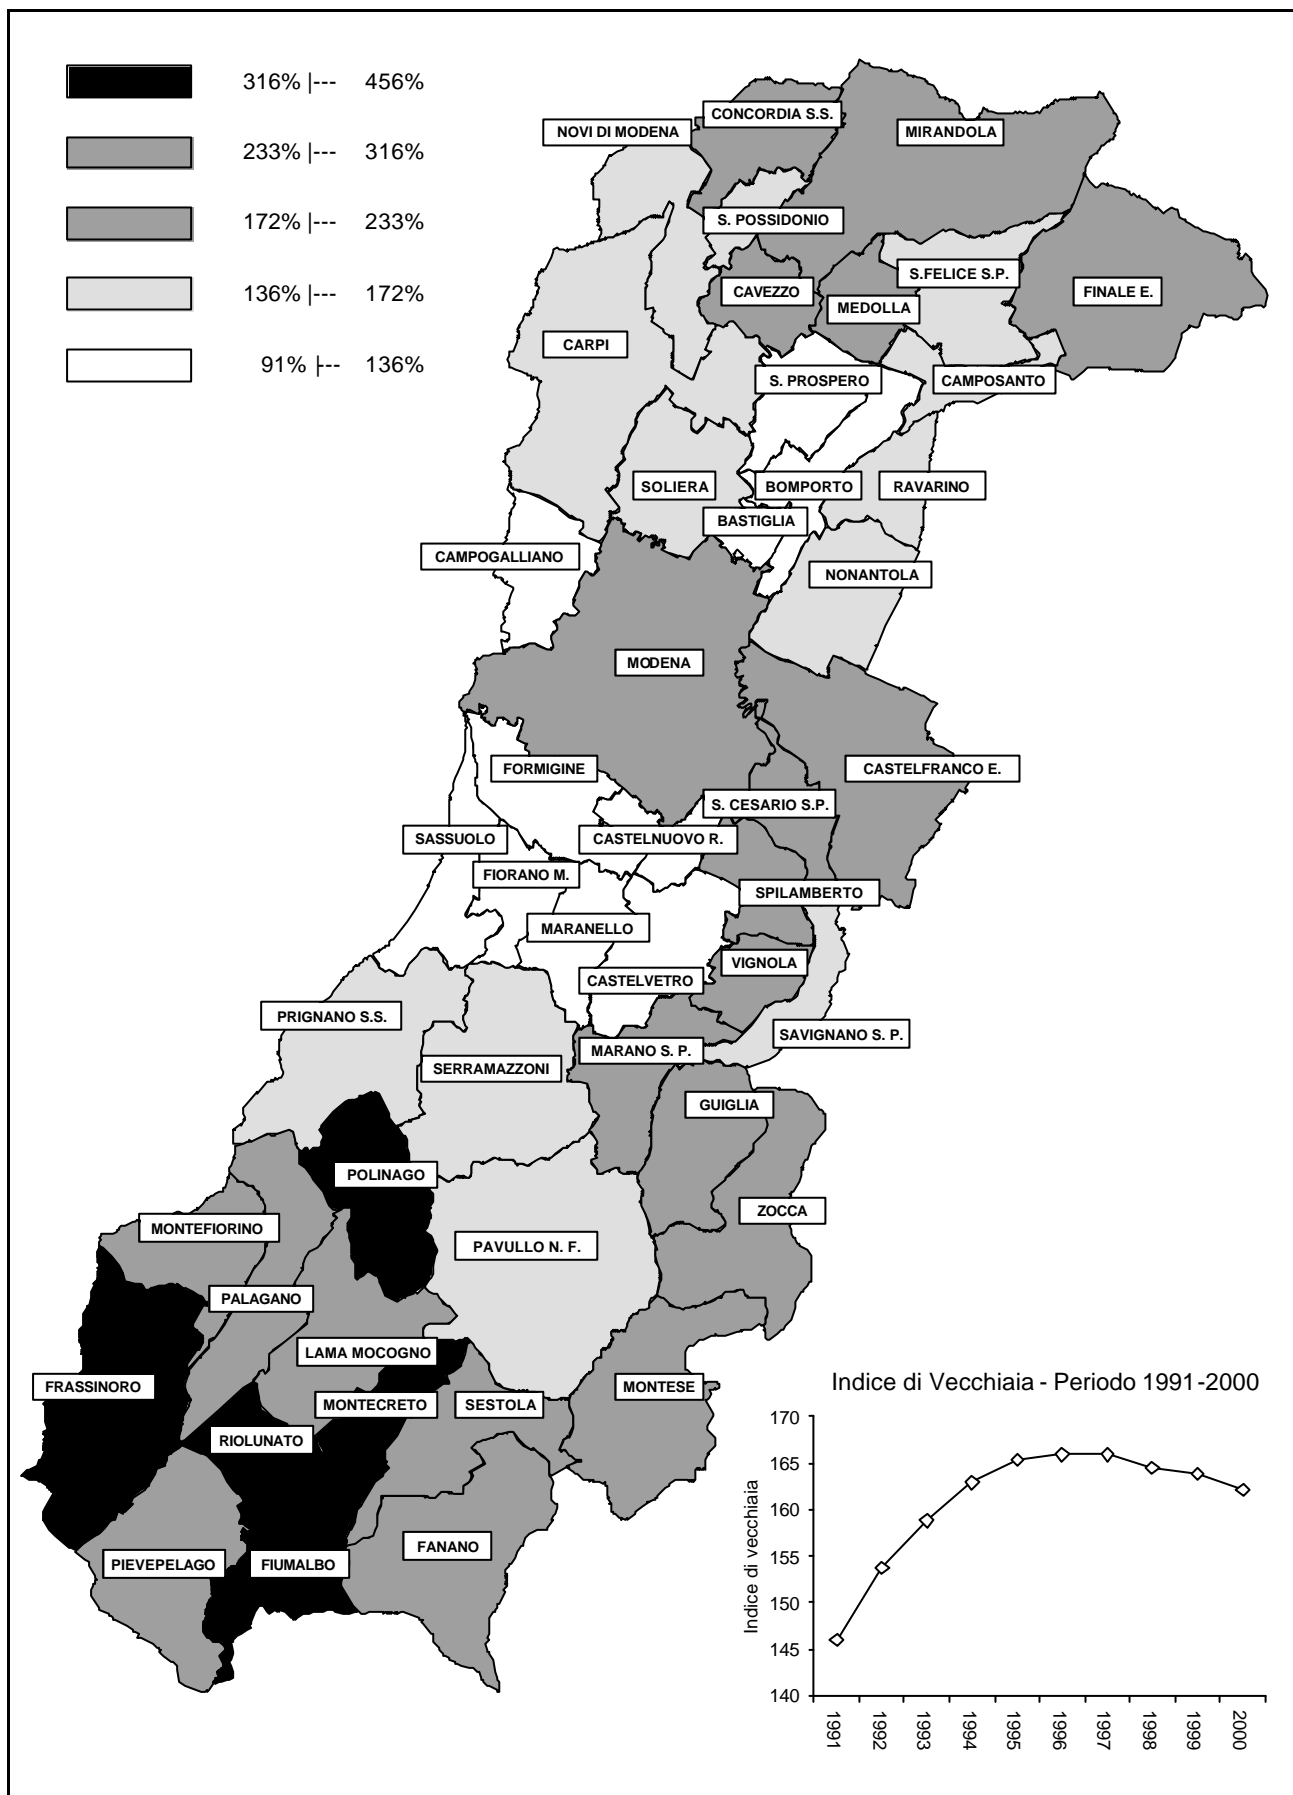 316% |--- 456%
233% |--- 316%
172% |--- 233%
136% |--- 172%
91% |--- 136%
CONCORDIA S.S.
NOVI DI MODENA
MIRANDOLA
S. POSSIDONIO
S.FELICE S.P.
CAVEZZO
FINALE E.
MEDOLLA
CARPI
S. PROSPERO
CAMPOSANTO
SOLIERA
BOMPORTO
RAVARINO
BASTIGLIA
CAMPOGALLIANO
NONANTOLA
MODENA
FORMIGINE
CASTELFRANCO E.
S. CESARIO S.P.
SASSUOLO
CASTELNUOVO R.
FIORANO M.
SPILAMBERTO
MARANELLO
VIGNOLA
CASTELVETRO
PRIGNANO S.S.
SAVIGNANO S. P.
MARANO S. P.
SERRAMAZZONI
GUIGLIA
POLINAGO
ZOCCA
MONTEFIORINO
PAVULLO N. F.
PALAGANO
LAMA MOCOGNO
FRASSINORO
MONTESE
MONTECRETO
SESTOLA
RIOLUNATO
FANANO
PIEVEPELAGO
FIUMALBO
Indice di Vecchiaia - Periodo 1991-2000
Indice di vecchiaia
170
165
160
155
150
145
140
1991
1992
1993
1994
1995
1996
1997
1998
1999
2000